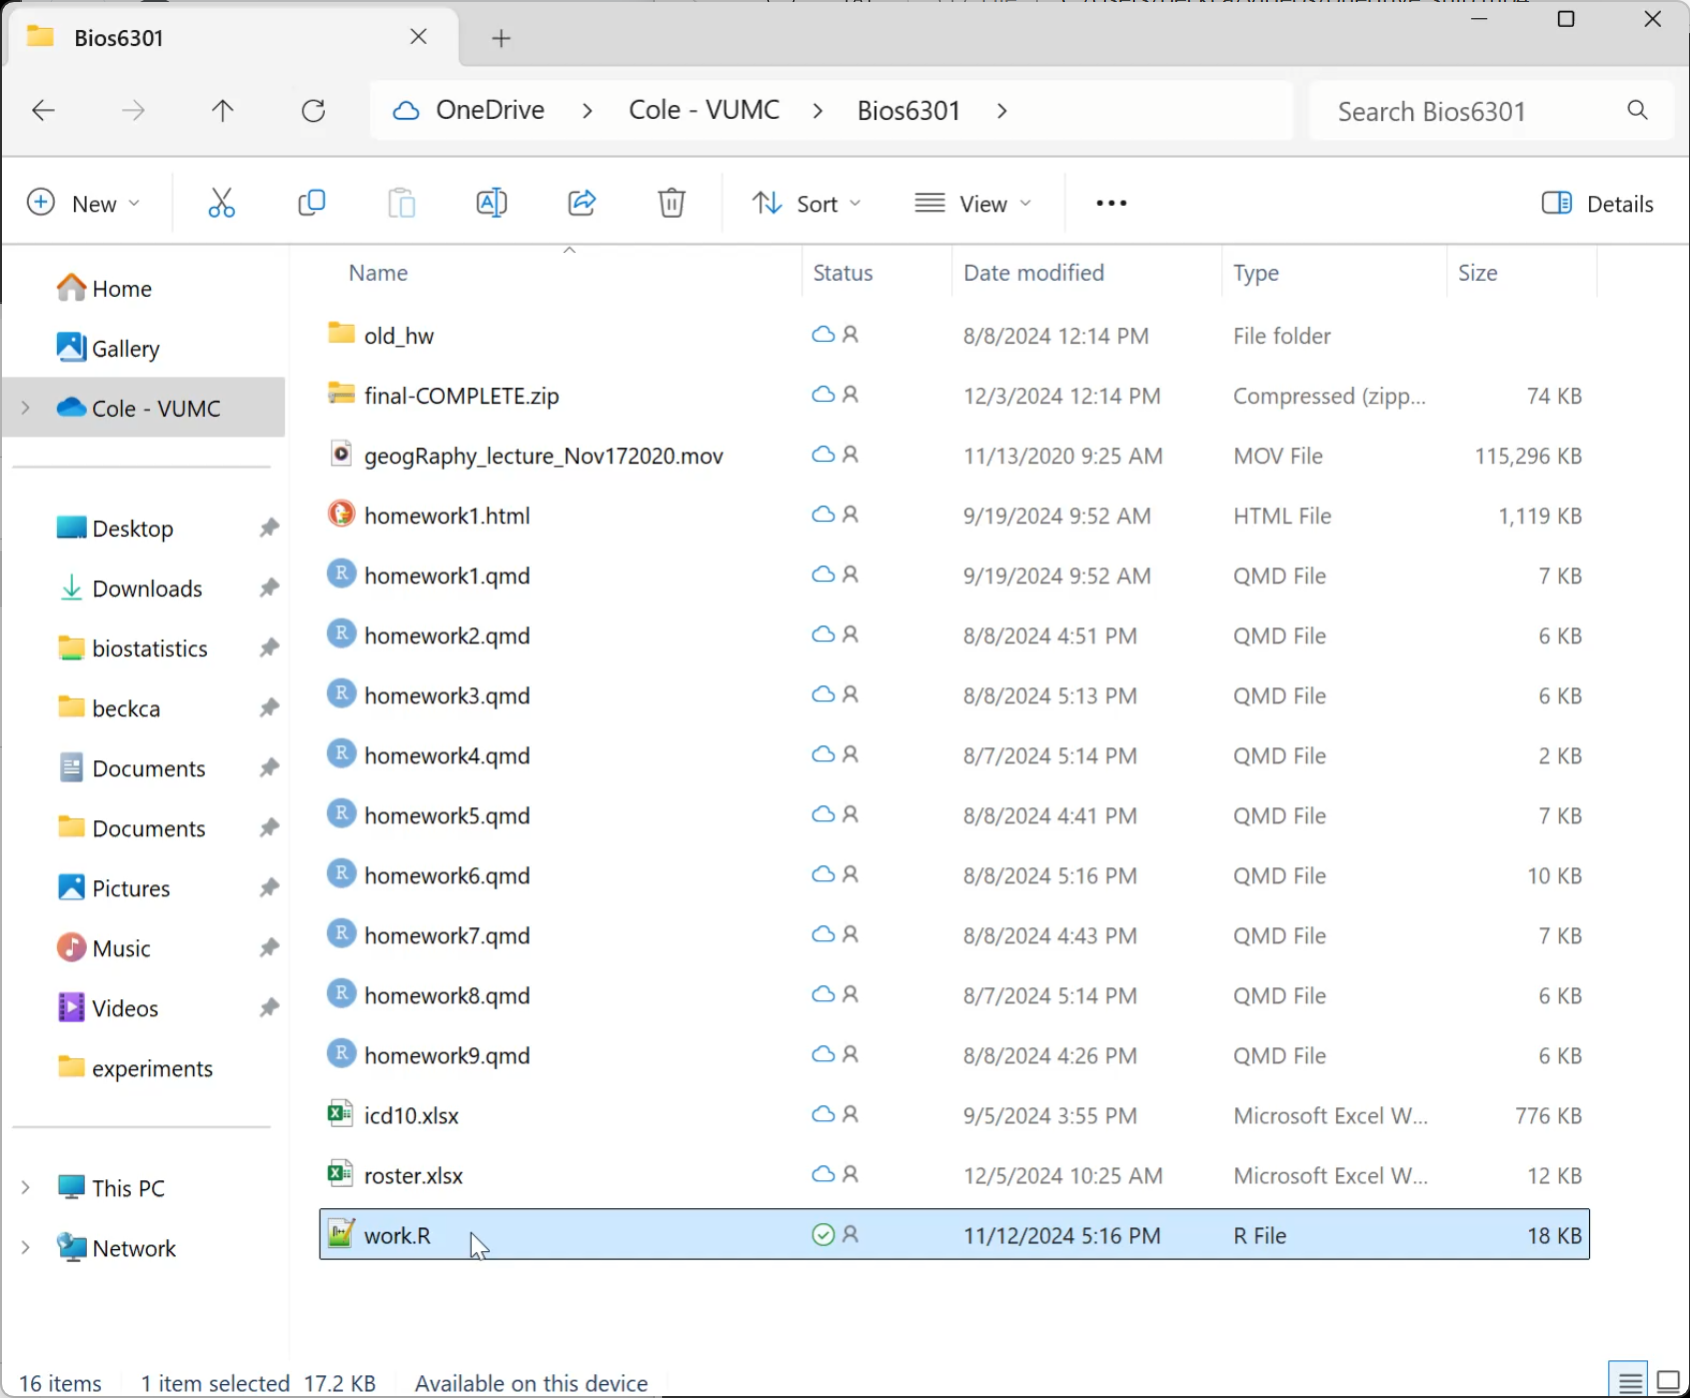 Bios6301
OneDrive > Cole - VUMC > Bios6301 >
Search Bios6301
New
Sort
View
Details
Home
Gallery
Cole - VUMC
Desktop
Downloads
biostatistics
beckca
Documents
Documents
Pictures
Music
Videos
experiments
This PC
Network
Name Status Date modified Type Size
old_hw 8/8/2024 12:14 PM File folder
final-COMPLETE.zip 12/3/2024 12:14 PM Compressed (zipp... 74 KB
geogRaphy_lecture_Nov172020.mov 11/13/2020 9:25 AM MOV File 115,296 KB
homework1.html 9/19/2024 9:52 AM HTML File 1,119 KB
R homework1.qmd 9/19/2024 9:52 AM QMD File 7 KB
R homework2.qmd 8/8/2024 4:51 PM QMD File 6 KB
R homework3.qmd 8/8/2024 5:13 PM QMD File 6 KB
R homework4.qmd 8/7/2024 5:14 PM QMD File 2 KB
R homework5.qmd 8/8/2024 4:41 PM QMD File 7 KB
R homework6.qmd 8/8/2024 5:16 PM QMD File 10 KB
R homework7.qmd 8/8/2024 4:43 PM QMD File 7 KB
R homework8.qmd 8/7/2024 5:14 PM QMD File 6 KB
R homework9.qmd 8/8/2024 4:26 PM QMD File 6 KB
icd10.xlsx 9/5/2024 3:55 PM Microsoft Excel W... 776 KB
roster.xlsx 12/5/2024 10:25 AM Microsoft Excel W... 12 KB
work.R 11/12/2024 5:16 PM R File 18 KB
16 items 1 item selected 17.2 KB Available on this device